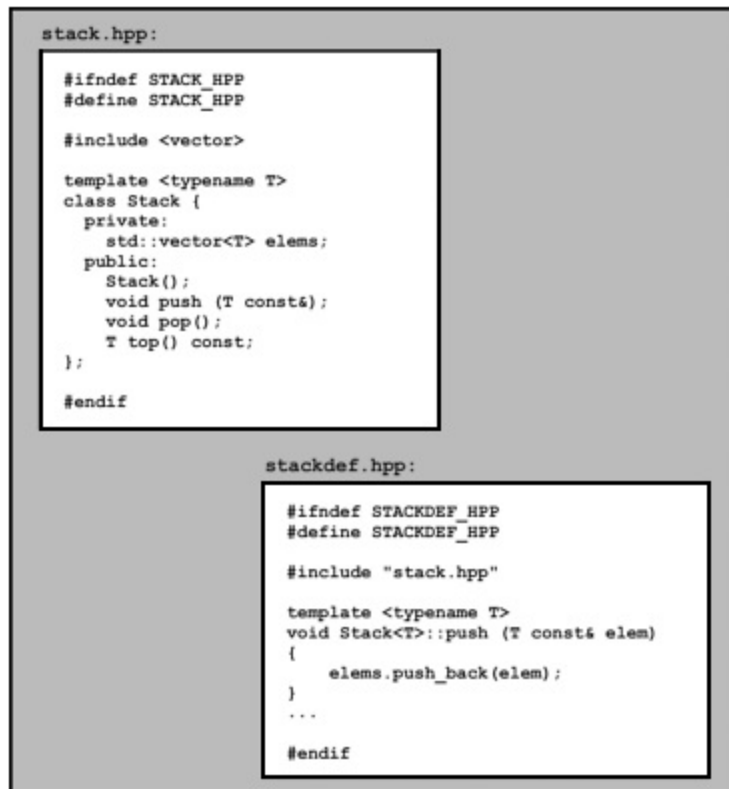 stack.hpp:
#ifndef STACK_HPP
#define STACK_HPP
#include <vector>
template <typename T>
class Stack {
  private:
    std::vector<T> elems;
  public:
    Stack();
    void push (T const&);
    void pop();
    T top() const;
};
#endif
stackdef.hpp:
#ifndef STACKDEF_HPP
#define STACKDEF_HPP
#include "stack.hpp"
template <typename T>
void Stack<T>::push (T const& elem)
{
    elems.push_back(elem);
}
...
#endif